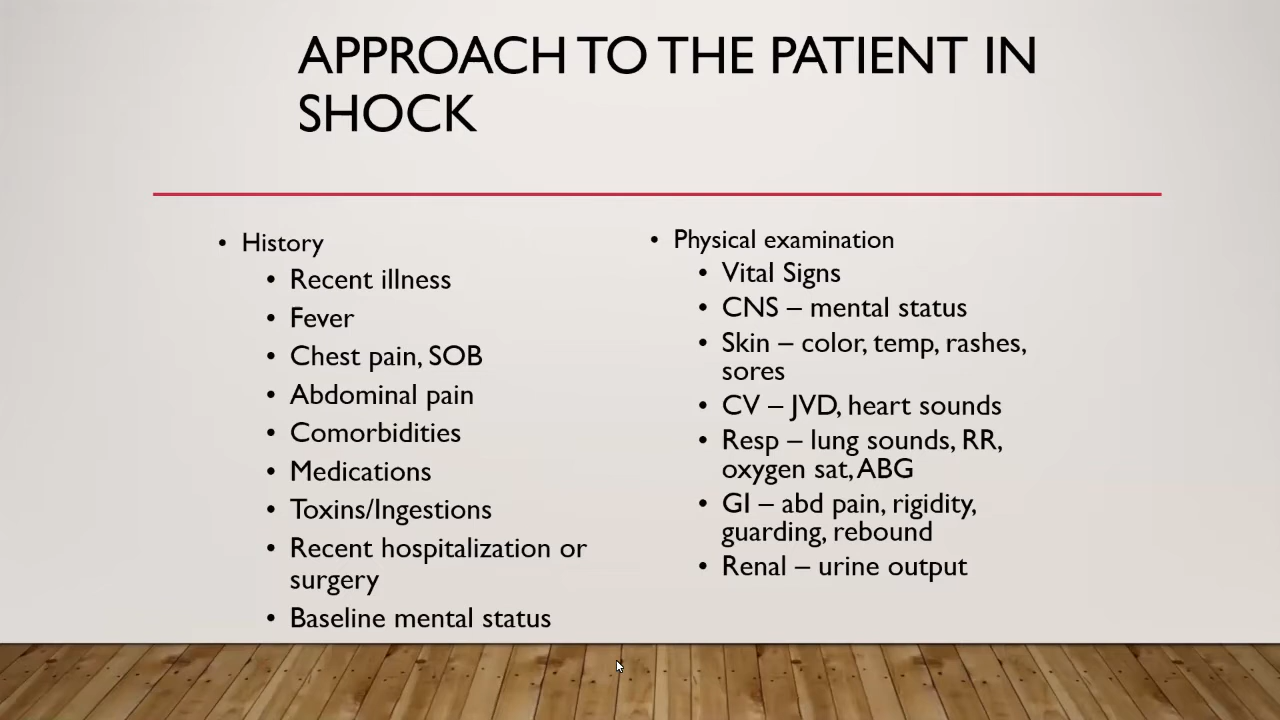 APPROACH TO THE PATIENT IN
SHOCK
• History
• Recent illness
• Fever
• Chest pain, SOB
• Abdominal pain
• Comorbidities
• Medications
• Toxins/Ingestions
• Recent hospitalization or
surgery
• Baseline mental status
• Physical examination
• Vital Signs
• CNS – mental status
• Skin – color, temp, rashes,
sores
• CV – JVD, heart sounds
• Resp – lung sounds, RR,
oxygen sat, ABG
• GI – abd pain, rigidity,
guarding, rebound
• Renal – urine output